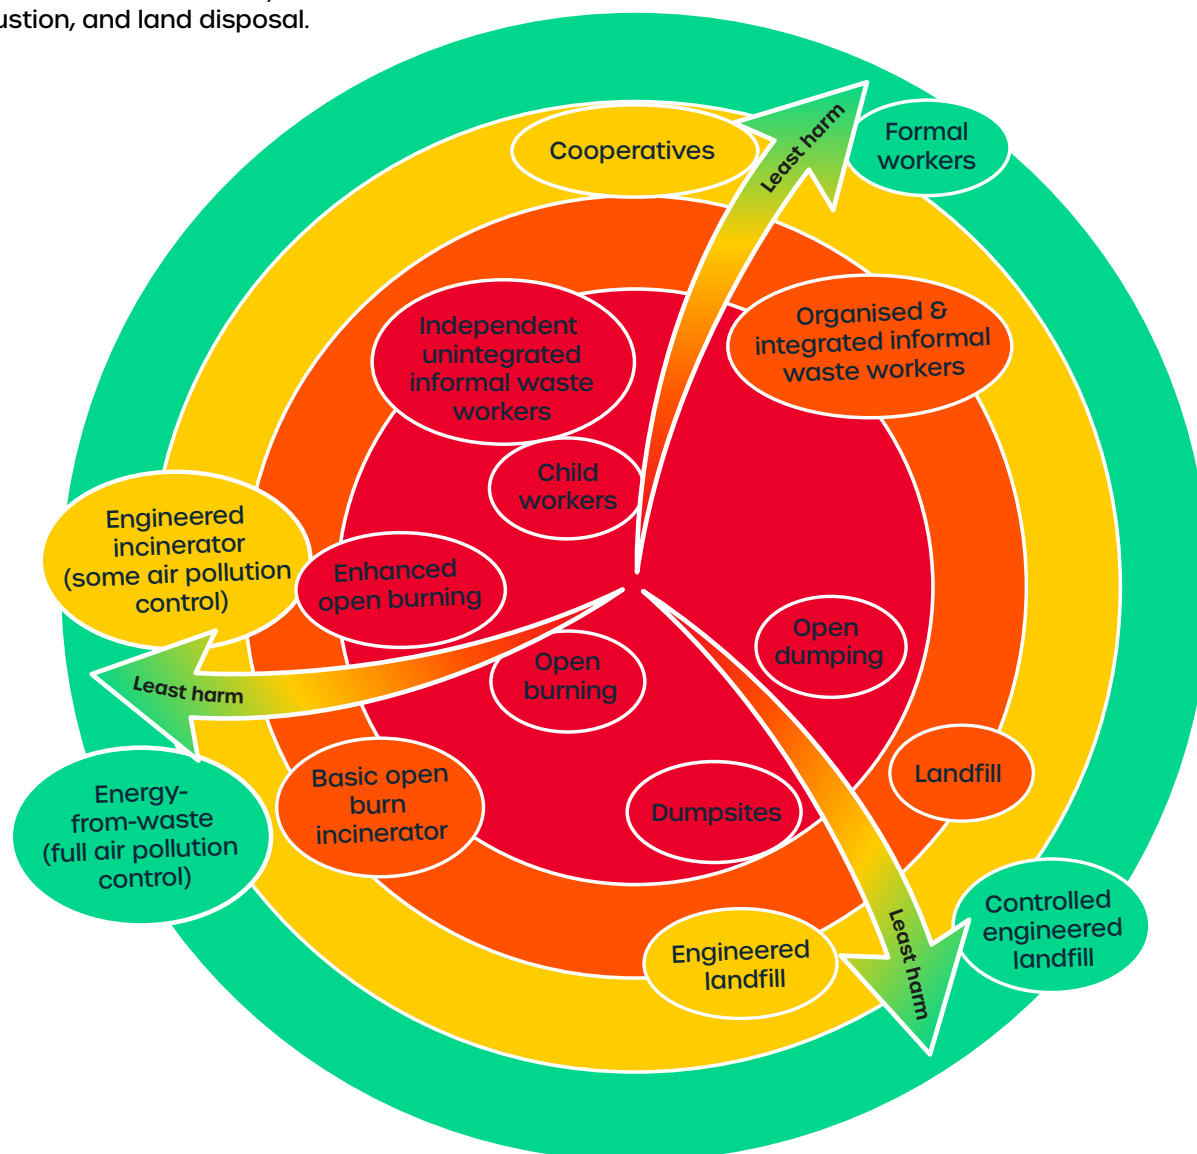 and land disposal.
Cooperatives
Least harm
Formal
workers
Independent
unintegrated
informal waste
workers
Organised &
integrated informal
waste workers
Child
workers
Engineered
incinerator
(some air pollution
control)
Enhanced
open burning
Open
burning
Open
dumping
Least harm
Energy-
from-waste
(full air pollution
control)
Basic open
burn
incinerator
Dumpsites
Landfill
Engineered
landfill
Least harm
Controlled
engineered
landfill